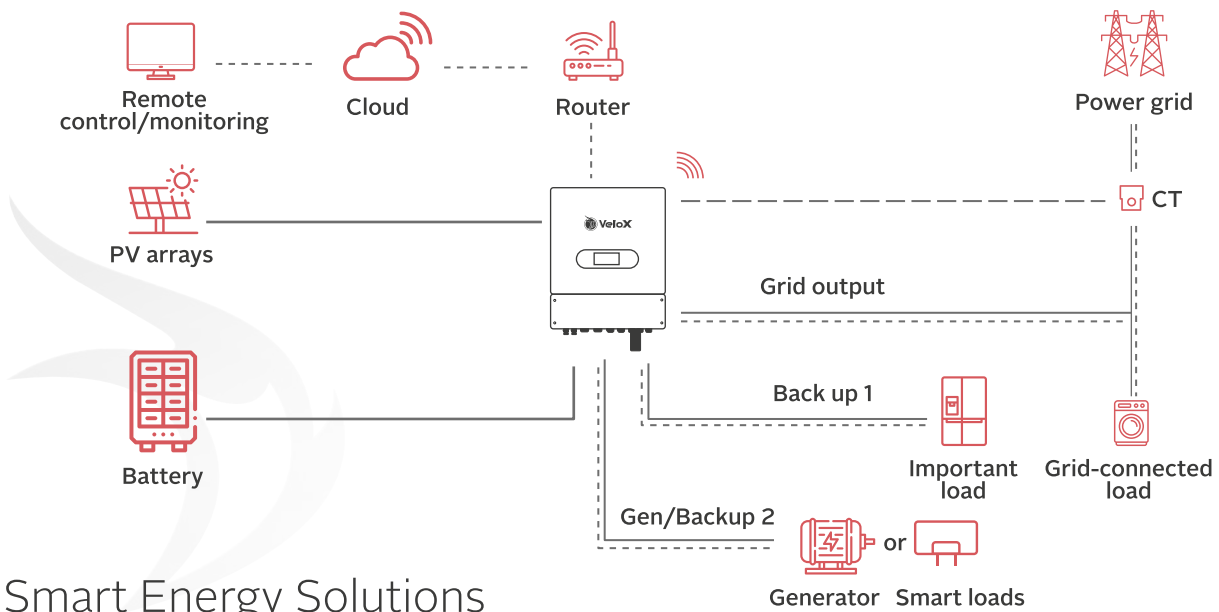 Remote
control/monitoring
Cloud
Router
Power grid
PV arrays
VeloX
CT
Grid output
Battery
Back up 1
Important
load
Grid-connected
load
Gen/Backup 2
or
Generator
Smart loads
Smart Energy Solutions